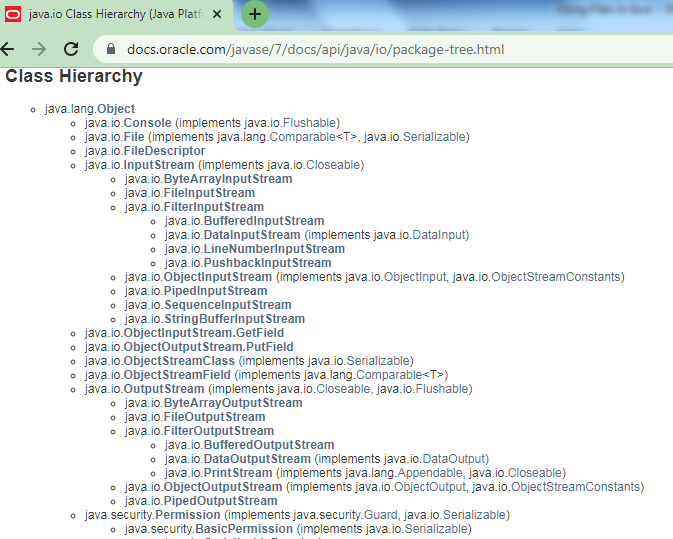 java.io Class Hierarchy (Java Platf
docs.oracle.com/javase/7/docs/api/java/io/package-tree.html
Class Hierarchy
java.lang.Object
java.io.Console (implements java.io.Flushable)
java.io.File (implements java.lang.Comparable<T>, java.io.Serializable)
java.io.FileDescriptor
java.io.InputStream (implements java.io.Closeable)
java.io.ByteArrayInputStream
java.io.FileInputStream
java.io.FilterInputStream
java.io.BufferedInputStream
java.io.DataInputStream (implements java.io.DataInput)
java.io.LineNumberInputStream
java.io.PushbackInputStream
java.io.ObjectInputStream (implements java.io.ObjectInput, java.io.ObjectStreamConstants)
java.io.PipedInputStream
java.io.SequenceInputStream
java.io.StringBufferInputStream
java.io.ObjectInputStream.GetField
java.io.ObjectOutputStream.PutField
java.io.ObjectStreamClass (implements java.io.Serializable)
java.io.ObjectStreamField (implements java.lang.Comparable<T>)
java.io.OutputStream (implements java.io.Closeable, java.io.Flushable)
java.io.ByteArrayOutputStream
java.io.FileOutputStream
java.io.FilterOutputStream
java.io.BufferedOutputStream
java.io.DataOutputStream (implements java.io.DataOutput)
java.io.PrintStream (implements java.lang.Appendable, java.io.Closeable)
java.io.ObjectOutputStream (implements java.io.ObjectOutput, java.io.ObjectStreamConstants)
java.io.PipedOutputStream
java.security.Permission (implements java.security.Guard, java.io.Serializable)
java.security.BasicPermission (implements java.io.Serializable)